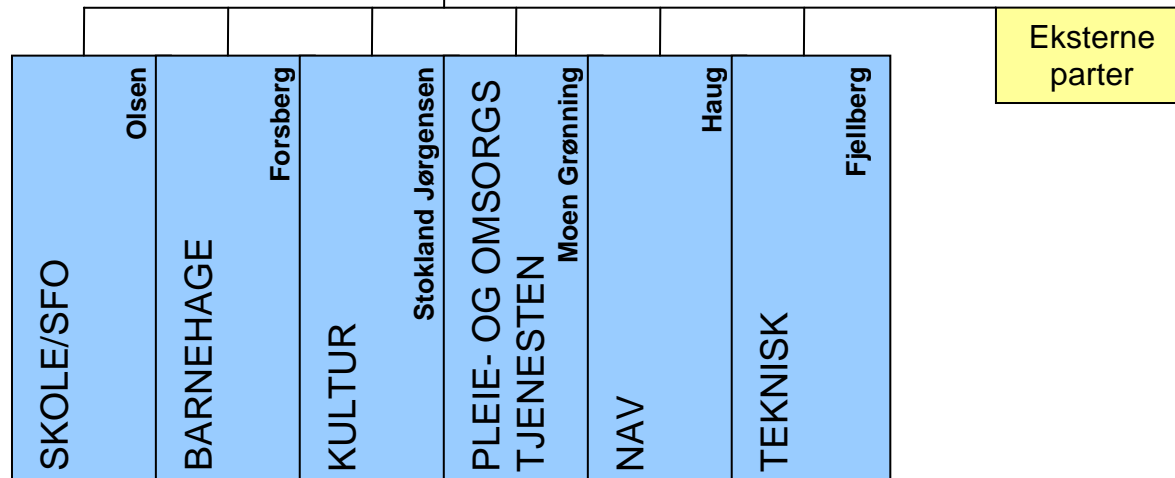 Eksterne
parter
SKOLE/SFO
Olsen
BARNEHAGE
Forsberg
KULTUR
Stokland Jørgensen
PLEIE- OG OMSORGS
TJENESTEN
Moen Grønning
NAV
Haug
TEKNISK
Fjellberg